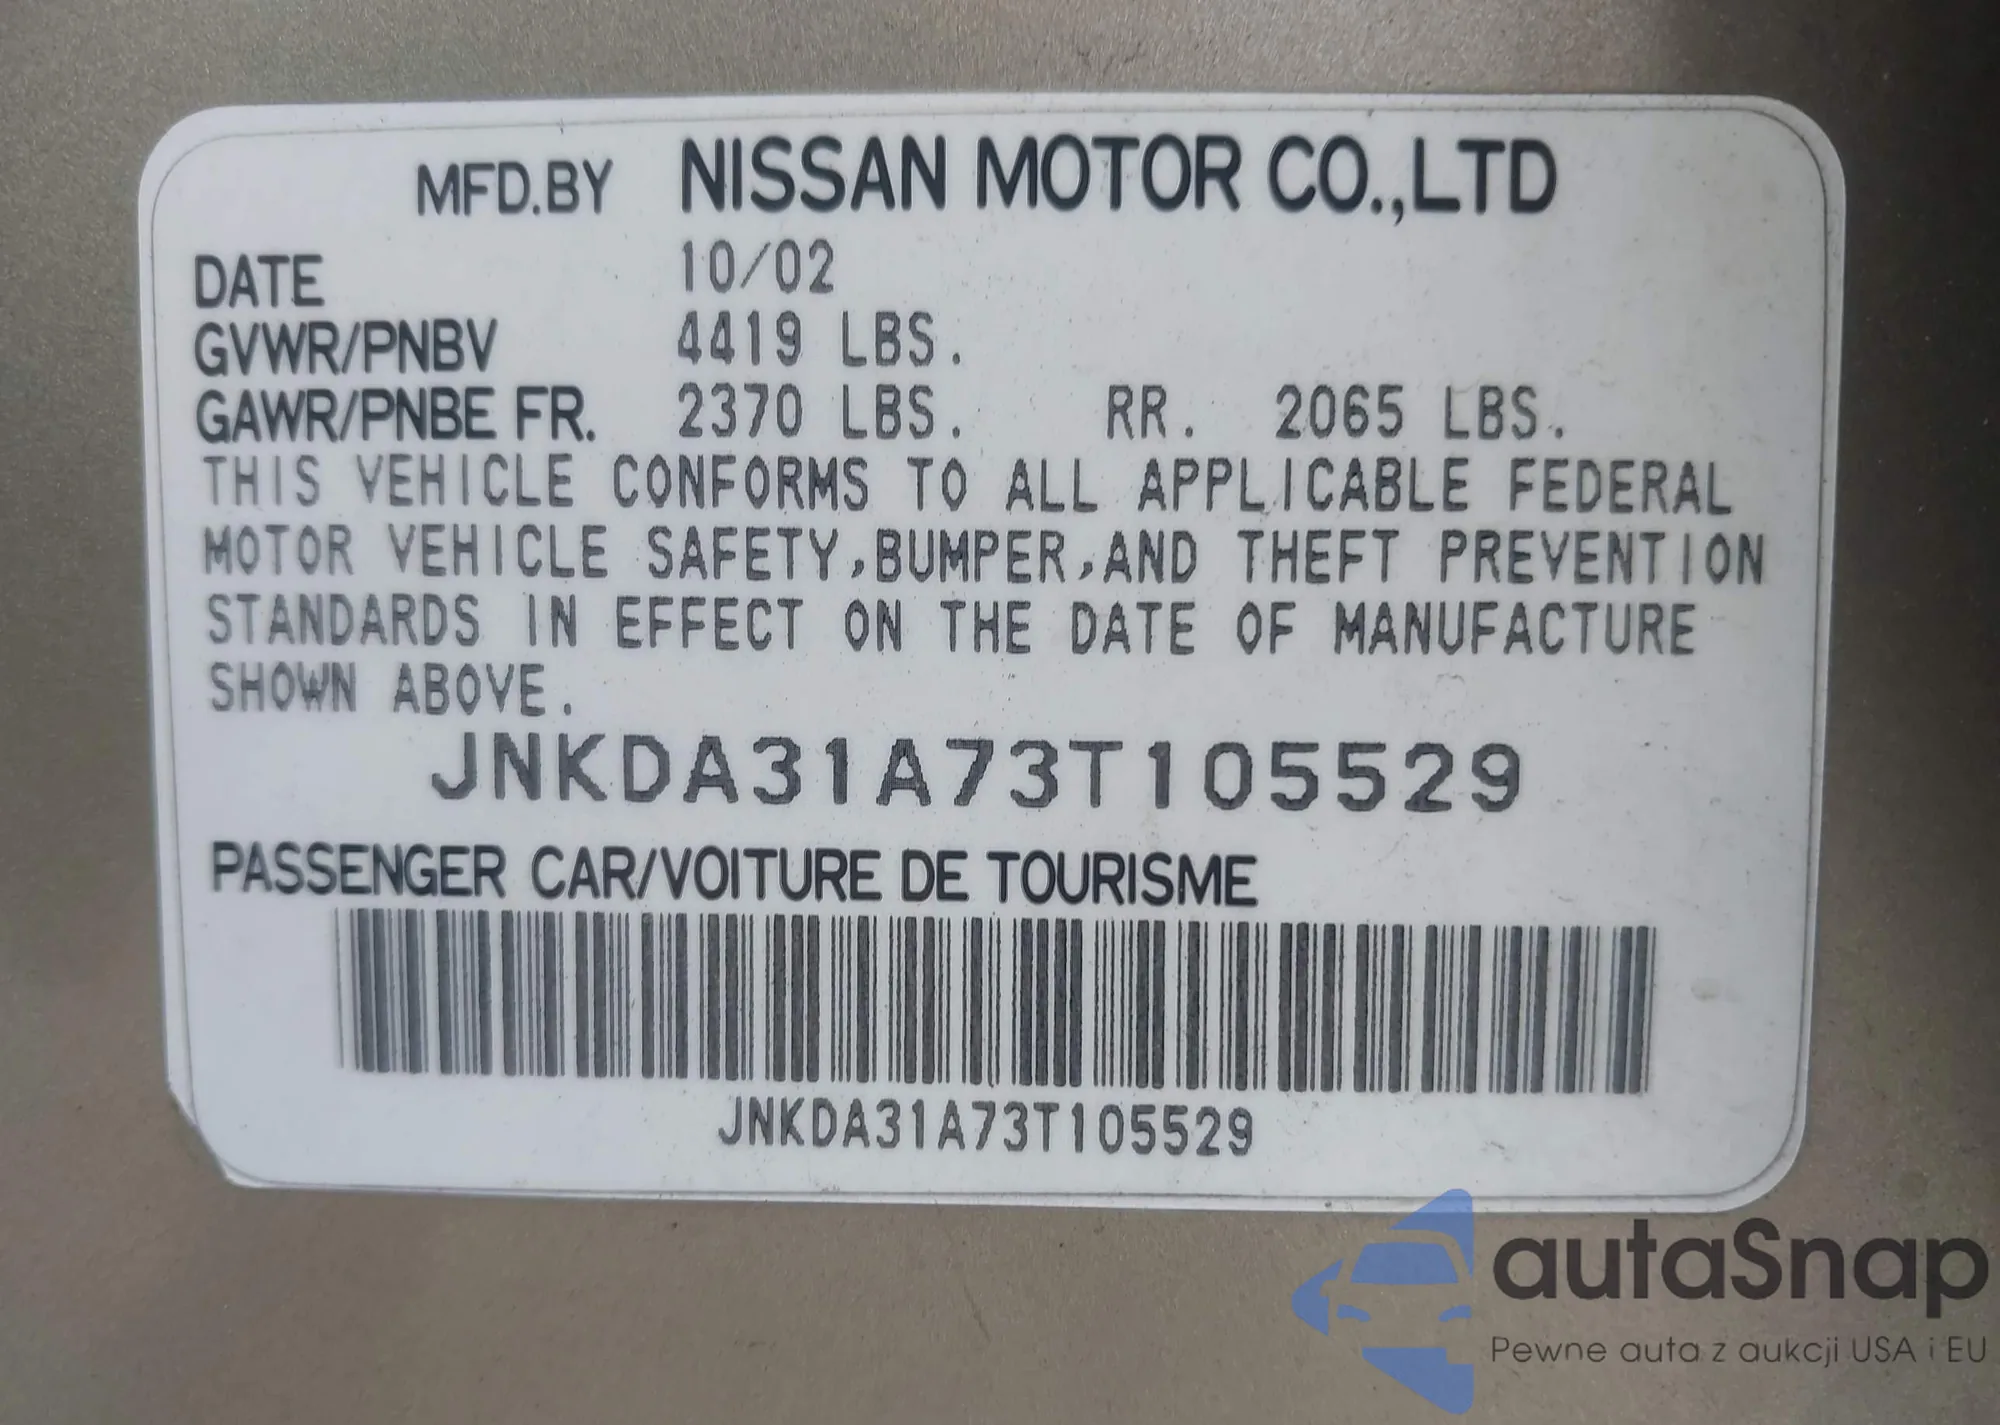 MFD.BY NISSAN MOTOR CO.,LTD
DATE 10/02
GVWR/PNBV 4419 LBS.
GAWR/PNBE FR. 2370 LBS. RR. 2065 LBS.
THIS VEHICLE CONFORMS TO ALL APPLICABLE FEDERAL
MOTOR VEHICLE SAFETY,BUMPER,AND THEFT PREVENTION
STANDARDS IN EFFECT ON THE DATE OF MANUFACTURE
SHOWN ABOVE.
JNKDA31A73T105529
PASSENGER CAR/VOITURE DE TOURISME
JNKDA31A73T105529
autaSnap
Pewne auta z aukcji USA i EU